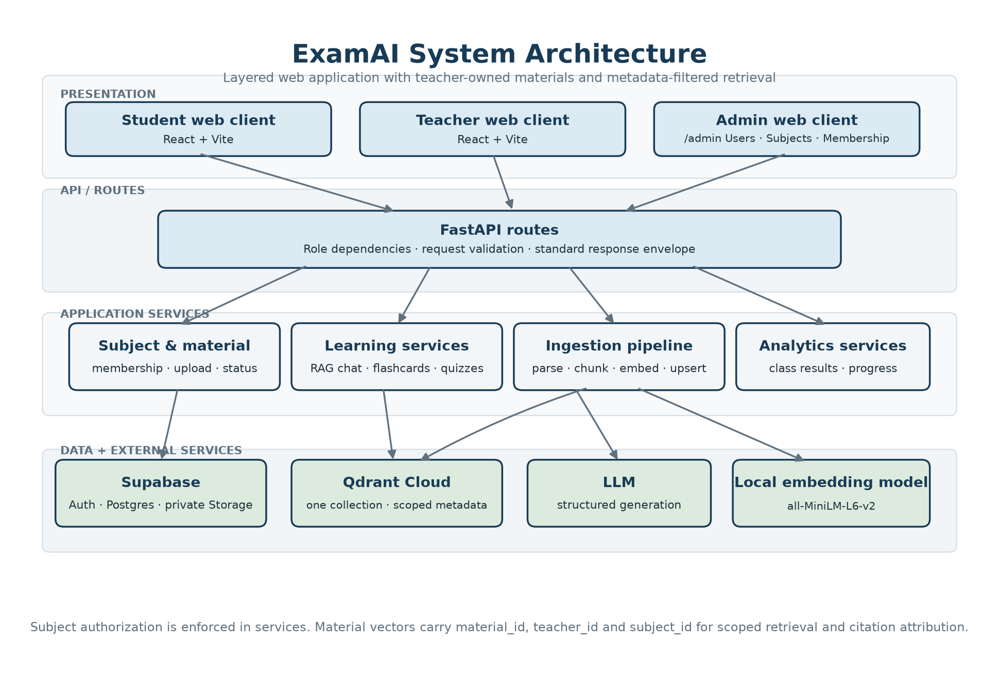 ExamAI System Architecture
Layered web application with teacher-owned materials and metadata-filtered retrieval
PRESENTATION
Student web client
React + Vite
Teacher web client
React + Vite
Admin web client
/admin Users · Subjects · Membership
API / ROUTES
FastAPI routes
Role dependencies · request validation · standard response envelope
APPLICATION SERVICES
Subject & material
membership · upload · status
Learning services
RAG chat · flashcards · quizzes
Ingestion pipeline
parse · chunk · embed · upsert
Analytics services
class results · progress
DATA + EXTERNAL SERVICES
Supabase
Auth · Postgres · private Storage
Qdrant Cloud
one collection · scoped metadata
LLM
structured generation
Local embedding model
all-MiniLM-L6-v2
Subject authorization is enforced in services. Material vectors carry material_id, teacher_id and subject_id for scoped retrieval and citation attribution.